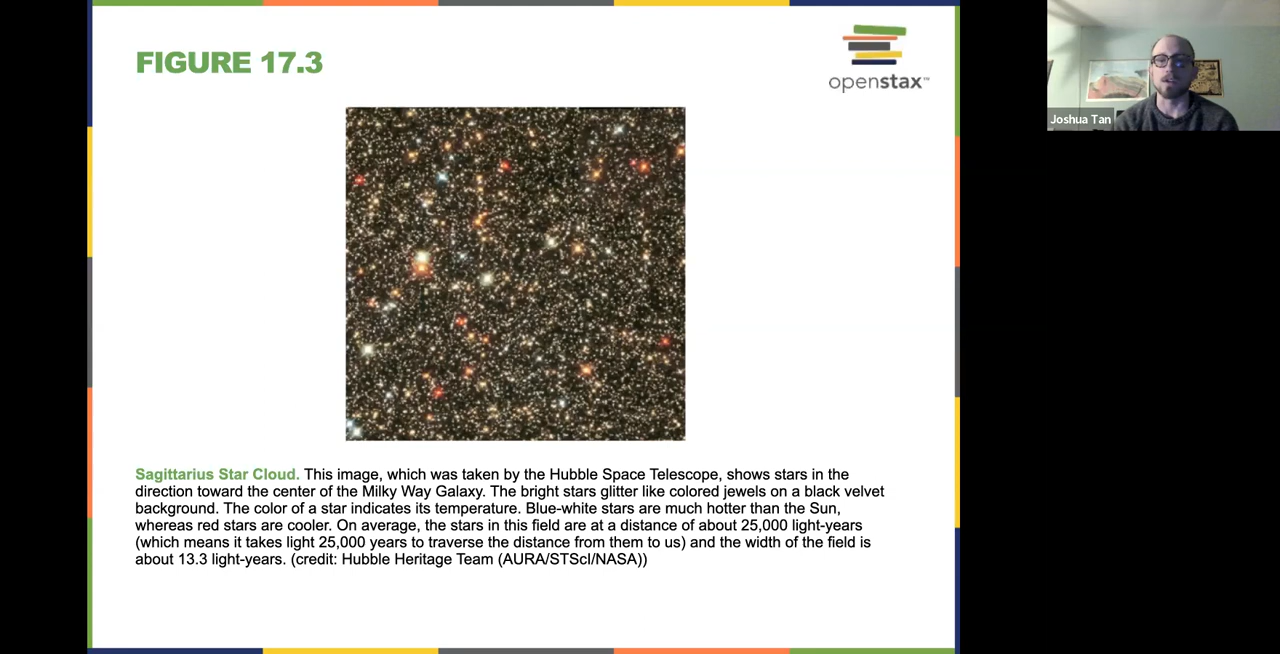 FIGURE 17.3
openstax™
Joshua Tan
Sagittarius Star Cloud. This image, which was taken by the Hubble Space Telescope, shows stars in the
direction toward the center of the Milky Way Galaxy. The bright stars glitter like colored jewels on a black velvet
background. The color of a star indicates its temperature. Blue-white stars are much hotter than the Sun,
whereas red stars are cooler. On average, the stars in this field are at a distance of about 25,000 light-years
(which means it takes light 25,000 years to traverse the distance from them to us) and the width of the field is
about 13.3 light-years. (credit: Hubble Heritage Team (AURA/STScI/NASA))